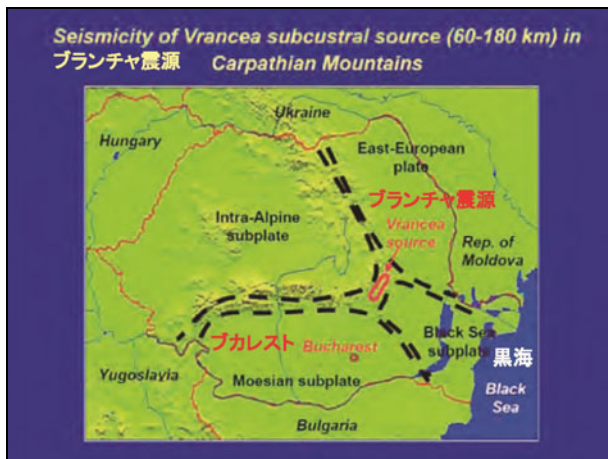 Seismicity of Vrancea subcustral source (60-180 km) in
ブランチャ震源 Carpathian Mountains
Ukraine
Hungary
East-European
plate
ブランチャ震源
Intra-Alpine
subplate
Vrancea
source
Rep. of
Moldova
ブカレスト Bucharest
Black Sea
subplate
黒海
Yugoslavia
Moesian subplate
Black
Sea
Bulgaria